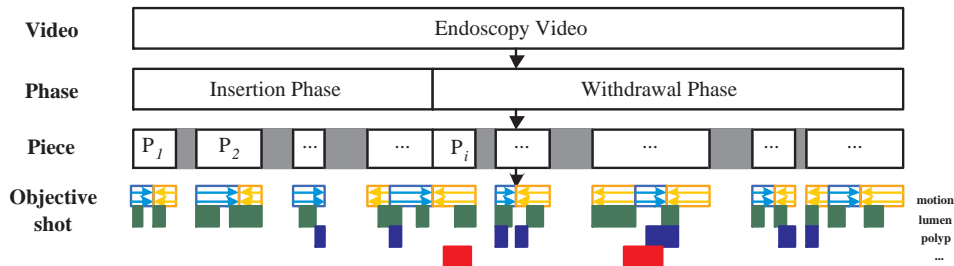 Video
Endoscopy Video
Phase
Insertion Phase
Withdrawal Phase
Piece
P1
P2
...
...
Pi
...
...
...
...
Objective
shot
motion
lumen
polyp
...